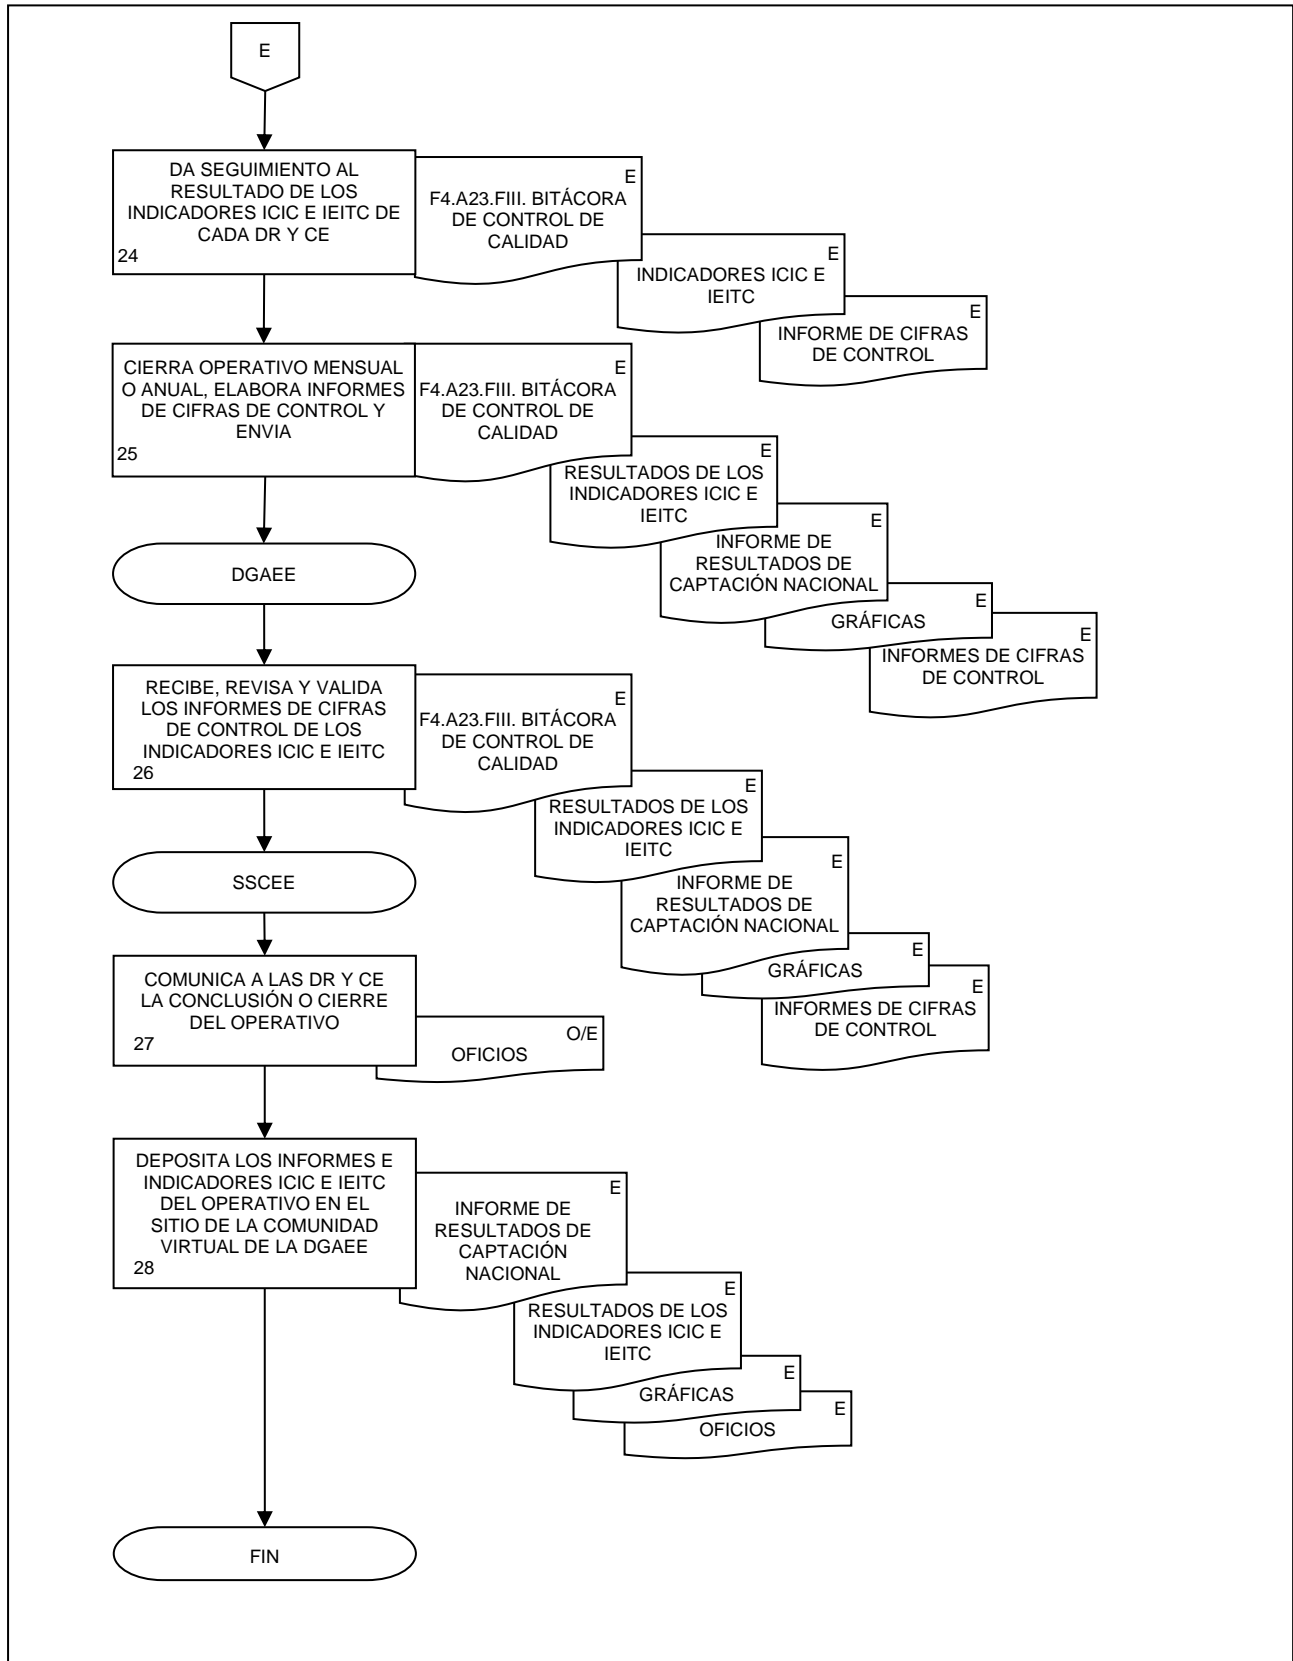 E
DA SEGUIMIENTO AL
RESULTADO DE LOS
INDICADORES ICIC E IEITC DE
CADA DR Y CE
24
E
F4.A23.FIII. BITÁCORA
DE CONTROL DE
CALIDAD
E
INDICADORES ICIC E
IEITC
E
INFORME DE CIFRAS
DE CONTROL
CIERRA OPERATIVO MENSUAL
O ANUAL, ELABORA INFORMES
DE CIFRAS DE CONTROL Y
ENVIA
25
E
F4.A23.FIII. BITÁCORA
DE CONTROL DE
CALIDAD
E
RESULTADOS DE LOS
INDICADORES ICIC E
IEITC
E
INFORME DE
RESULTADOS DE
CAPTACIÓN NACIONAL
E
GRÁFICAS
E
INFORMES DE CIFRAS
DE CONTROL
DGAEE
RECIBE, REVISA Y VALIDA
LOS INFORMES DE CIFRAS
DE CONTROL DE LOS
INDICADORES ICIC E IEITC
26
E
F4.A23.FIII. BITÁCORA
DE CONTROL DE
CALIDAD
E
RESULTADOS DE LOS
INDICADORES ICIC E
IEITC
E
INFORME DE
RESULTADOS DE
CAPTACIÓN NACIONAL
E
GRÁFICAS
E
INFORMES DE CIFRAS
DE CONTROL
SSCEE
COMUNICA A LAS DR Y CE
LA CONCLUSIÓN O CIERRE
DEL OPERATIVO
27
O/E
OFICIOS
DEPOSITA LOS INFORMES E
INDICADORES ICIC E IEITC
DEL OPERATIVO EN EL
SITIO DE LA COMUNIDAD
VIRTUAL DE LA DGAEE
28
E
INFORME DE
RESULTADOS DE
CAPTACIÓN
NACIONAL
E
RESULTADOS DE LOS
INDICADORES ICIC E
IEITC
E
GRÁFICAS
E
OFICIOS
FIN